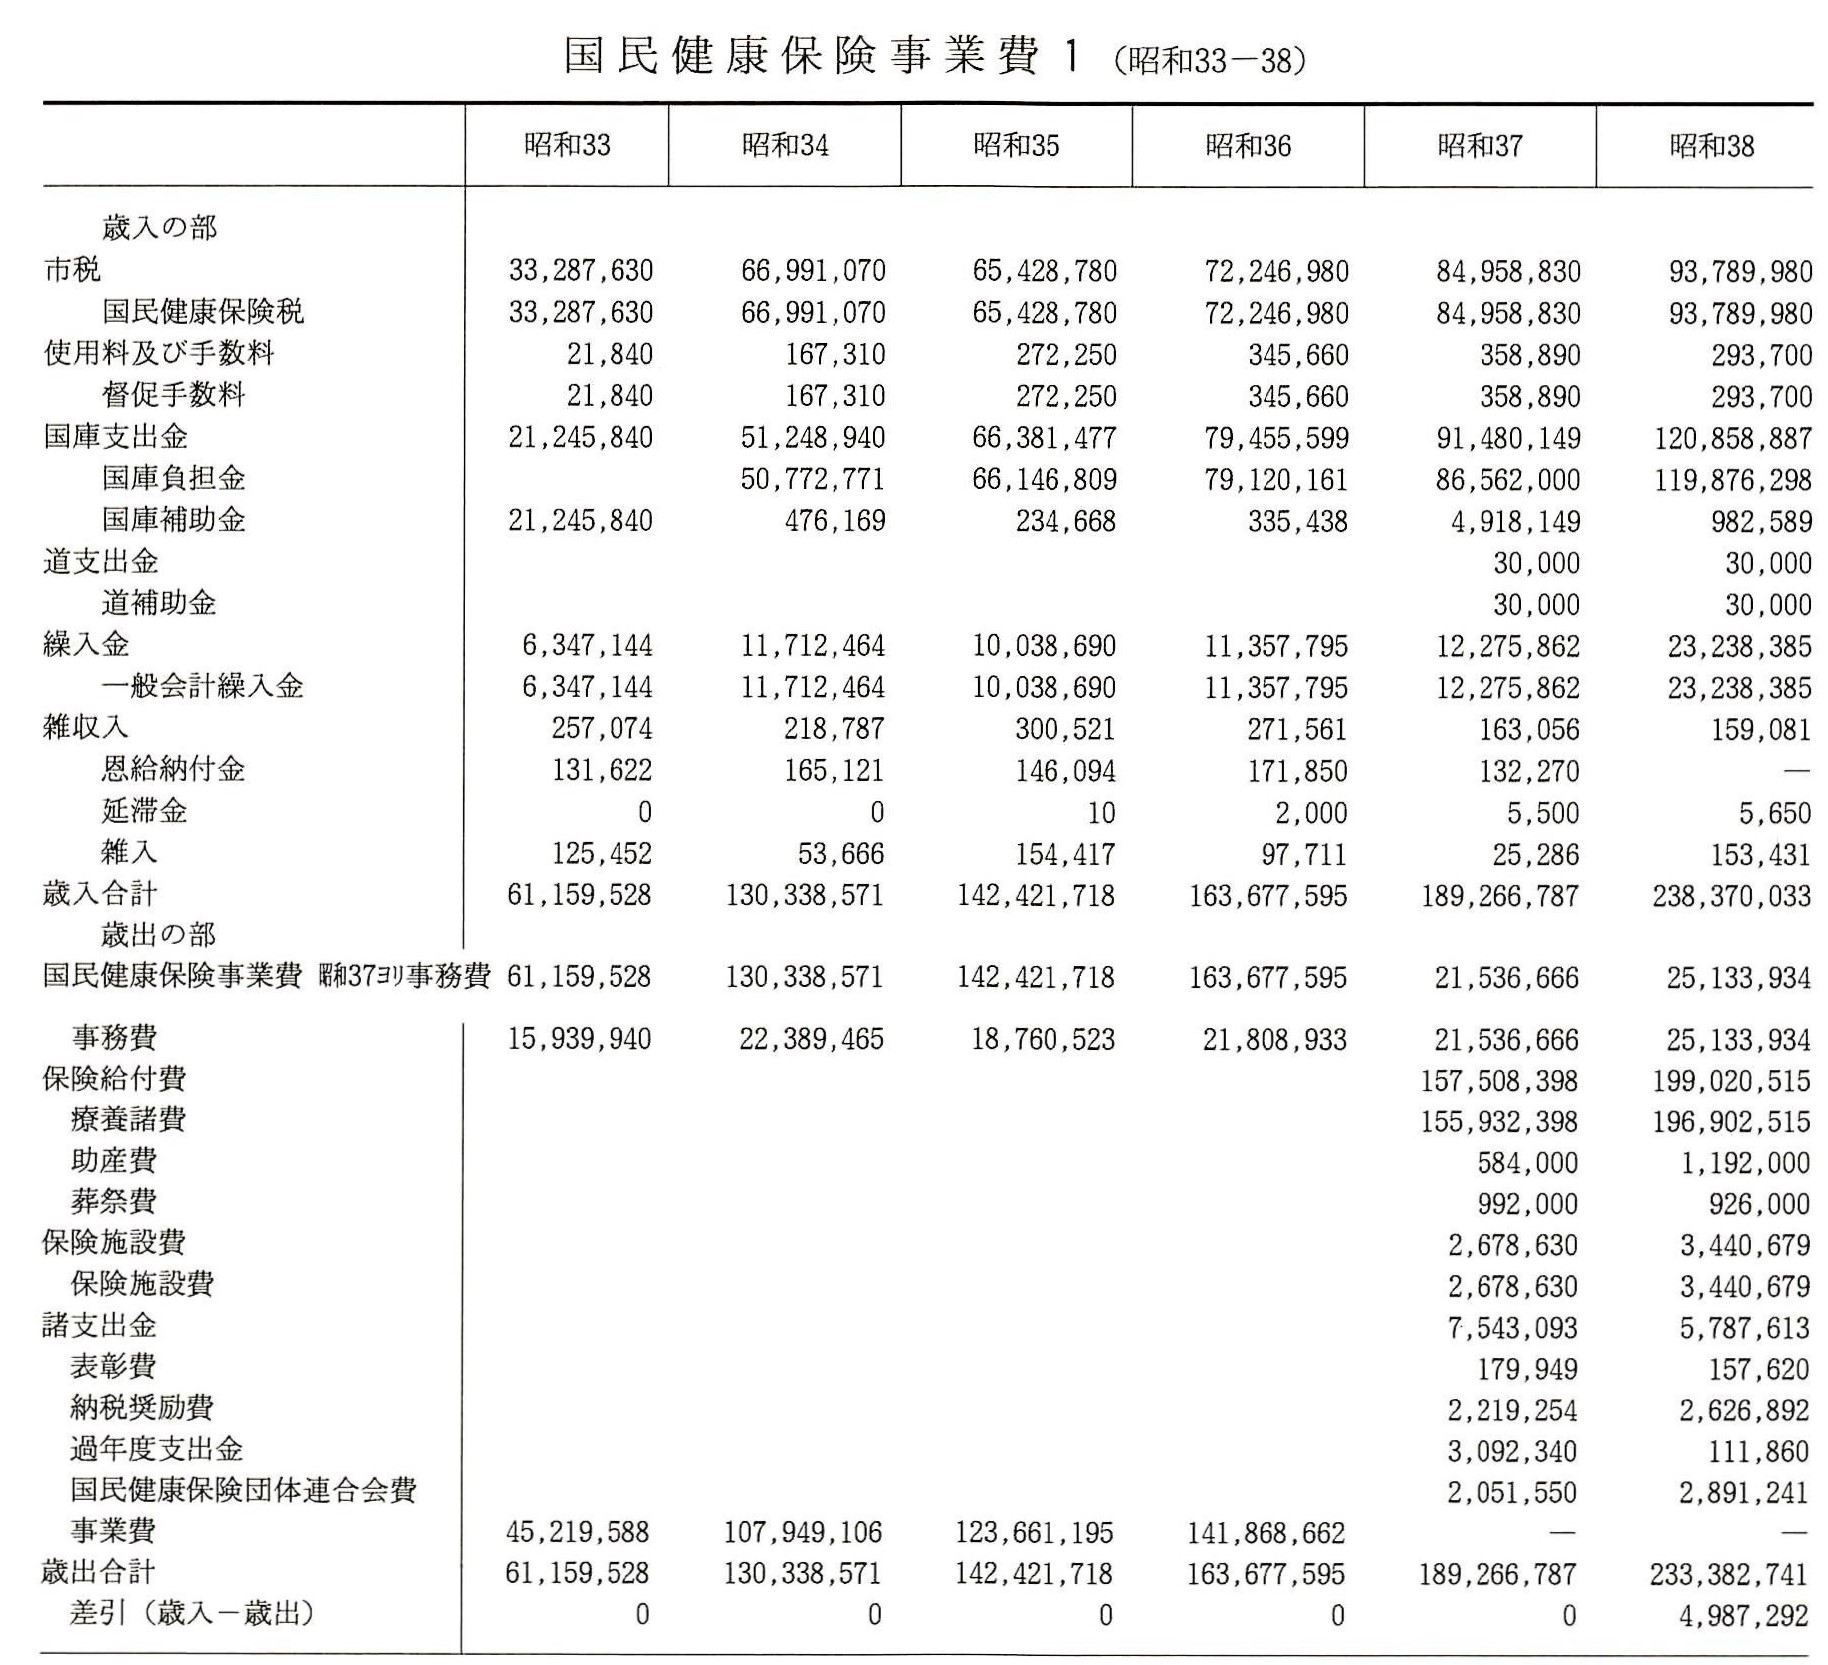 国民健康保険事業費 1 （昭和33－38）
昭和33 昭和34 昭和35 昭和36 昭和37 昭和38
歳入の部
市税 33,287,630 66,991,070 65,428,780 72,246,980 84,958,830 93,789,980
国民健康保険税 33,287,630 66,991,070 65,428,780 72,246,980 84,958,830 93,789,980
使用料及び手数料 21,840 167,310 272,250 345,660 358,890 293,700
督促手数料 21,840 167,310 272,250 345,660 358,890 293,700
国庫支出金 21,245,840 51,248,940 66,381,477 79,455,599 91,480,149 120,858,887
国庫負担金 50,772,771 66,146,809 79,120,161 86,562,000 119,876,298
国庫補助金 21,245,840 476,169 234,668 335,438 4,918,149 982,589
道支出金 30,000 30,000
道補助金 30,000 30,000
繰入金 6,347,144 11,712,464 10,038,690 11,357,795 12,275,862 23,238,385
一般会計繰入金 6,347,144 11,712,464 10,038,690 11,357,795 12,275,862 23,238,385
雑収入 257,074 218,787 300,521 271,561 163,056 159,081
恩給納付金 131,622 165,121 146,094 171,850 132,270 —
延滞金 0 0 10 2,000 5,500 5,650
雑入 125,452 53,666 154,417 97,711 25,286 153,431
歳入合計 61,159,528 130,338,571 142,421,718 163,677,595 189,266,787 238,370,033
歳出の部
国民健康保険事業費 昭和37ヨリ事務費 61,159,528 130,338,571 142,421,718 163,677,595 21,536,666 25,133,934
事務費 15,939,940 22,389,465 18,760,523 21,808,933 21,536,666 25,133,934
保険給付費 157,508,398 199,020,515
療養諸費 155,932,398 196,902,515
助産費 584,000 1,192,000
葬祭費 992,000 926,000
保険施設費 2,678,630 3,440,679
保険施設費 2,678,630 3,440,679
諸支出金 7,543,093 5,787,613
表彰費 179,949 157,620
納税奨励費 2,219,254 2,626,892
過年度支出金 3,092,340 111,860
国民健康保険団体連合会費 2,051,550 2,891,241
事業費 45,219,588 107,949,106 123,661,195 141,868,662 — —
歳出合計 61,159,528 130,338,571 142,421,718 163,677,595 189,266,787 233,382,741
差引（歳入－歳出） 0 0 0 0 0 4,987,292